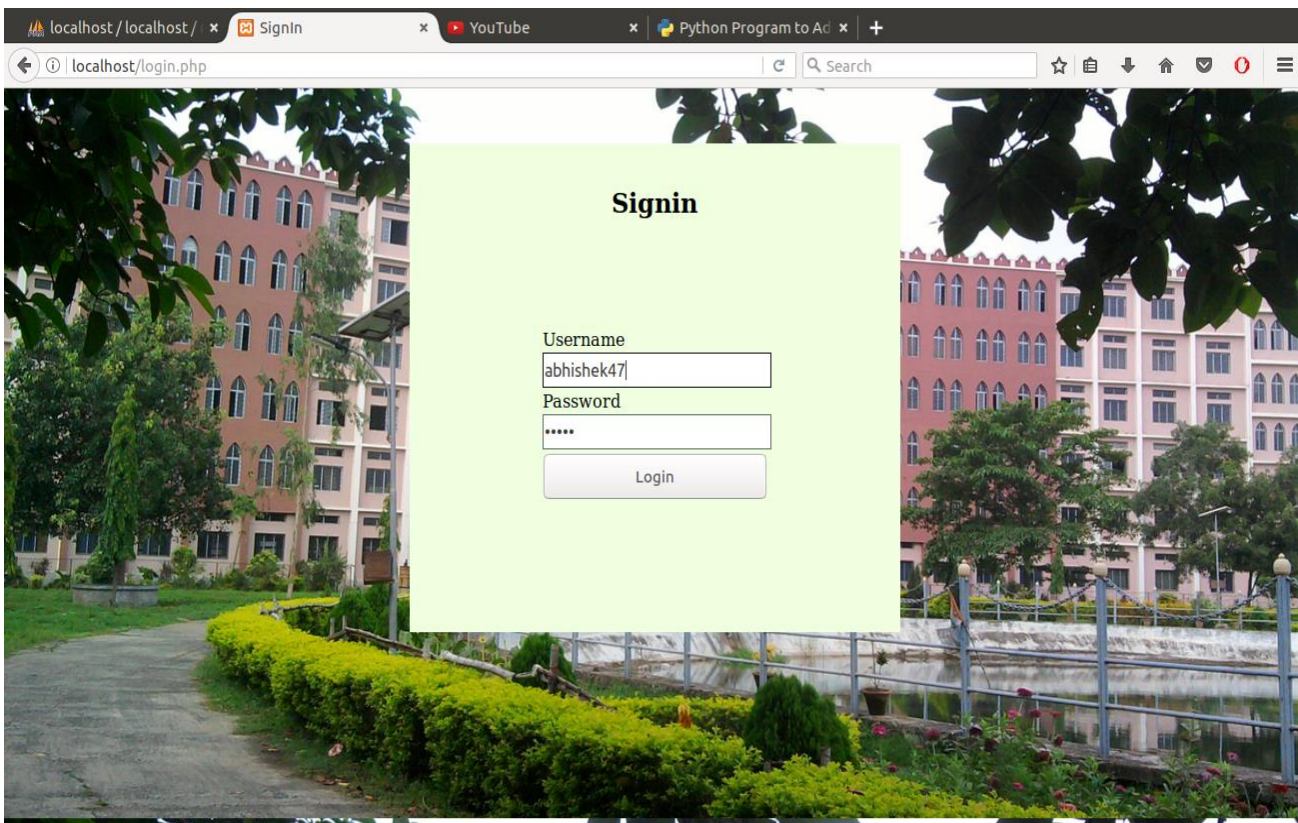 localhost / localhost / SignIn YouTube Python Program to Ad
localhost/login.php Search
Signin
Username
abhishek47
Password
•••••
Login